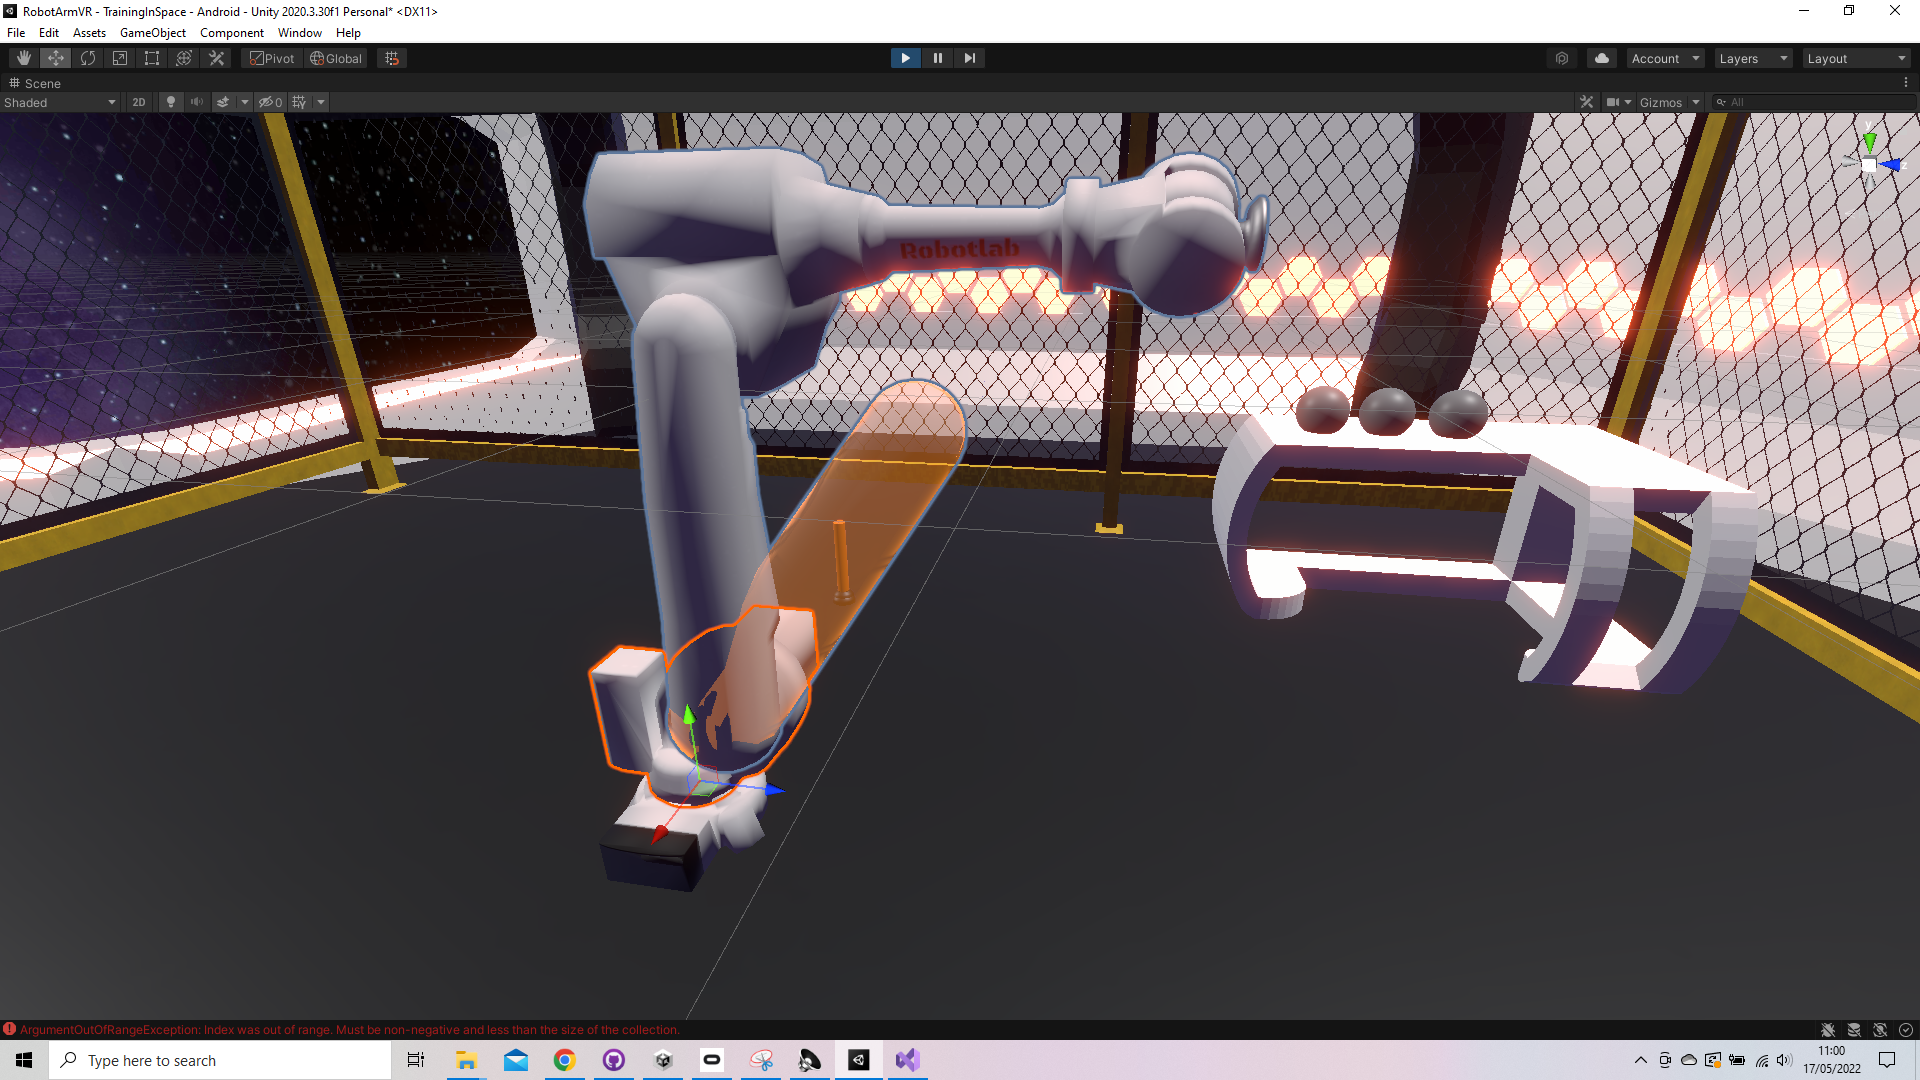 RobotArmVR - TrainingInSpace - Android - Unity 2020.3.30f1 Personal* <DX11>
File Edit Assets GameObject Component Window Help
Pivot Global Account Layers Layout
Scene
Shaded 2D 0 Gizmos All
y
z
Robotlab
ArgumentOutOfRangeException: Index was out of range. Must be non-negative and less than the size of the collection.
Type here to search
11:00
17/05/2022